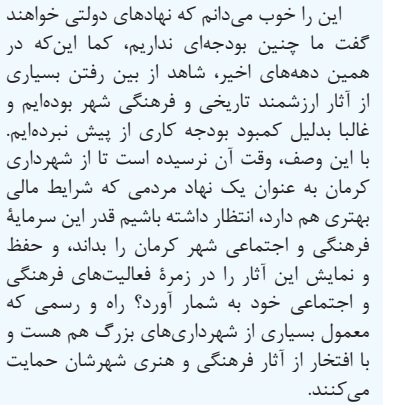 این را خوب می‌دانم که نهادهای دولتی خواهند
گفت ما چنین بودجه‌ای نداریم، کما این‌که در
همین دهه‌های اخیر، شاهد از بین رفتن بسیاری
از آثار ارزشمند تاریخی و فرهنگی شهر بوده‌ایم و
غالبا بدلیل کمبود بودجه کاری از پیش نبرده‌ایم.
با این وصف، وقت آن نرسیده است تا از شهرداری
کرمان به عنوان یک نهاد مردمی که شرایط مالی
بهتری هم دارد، انتظار داشته باشیم قدر این سرمایۀ
فرهنگی و اجتماعی شهر کرمان را بداند، و حفظ
و نمایش این آثار را در زمرۀ فعالیت‌های فرهنگی
و اجتماعی خود به شمار آورد؟ راه و رسمی که
معمول بسیاری از شهرداری‌های بزرگ هم هست و
با افتخار از آثار فرهنگی و هنری شهرشان حمایت
می‌کنند.